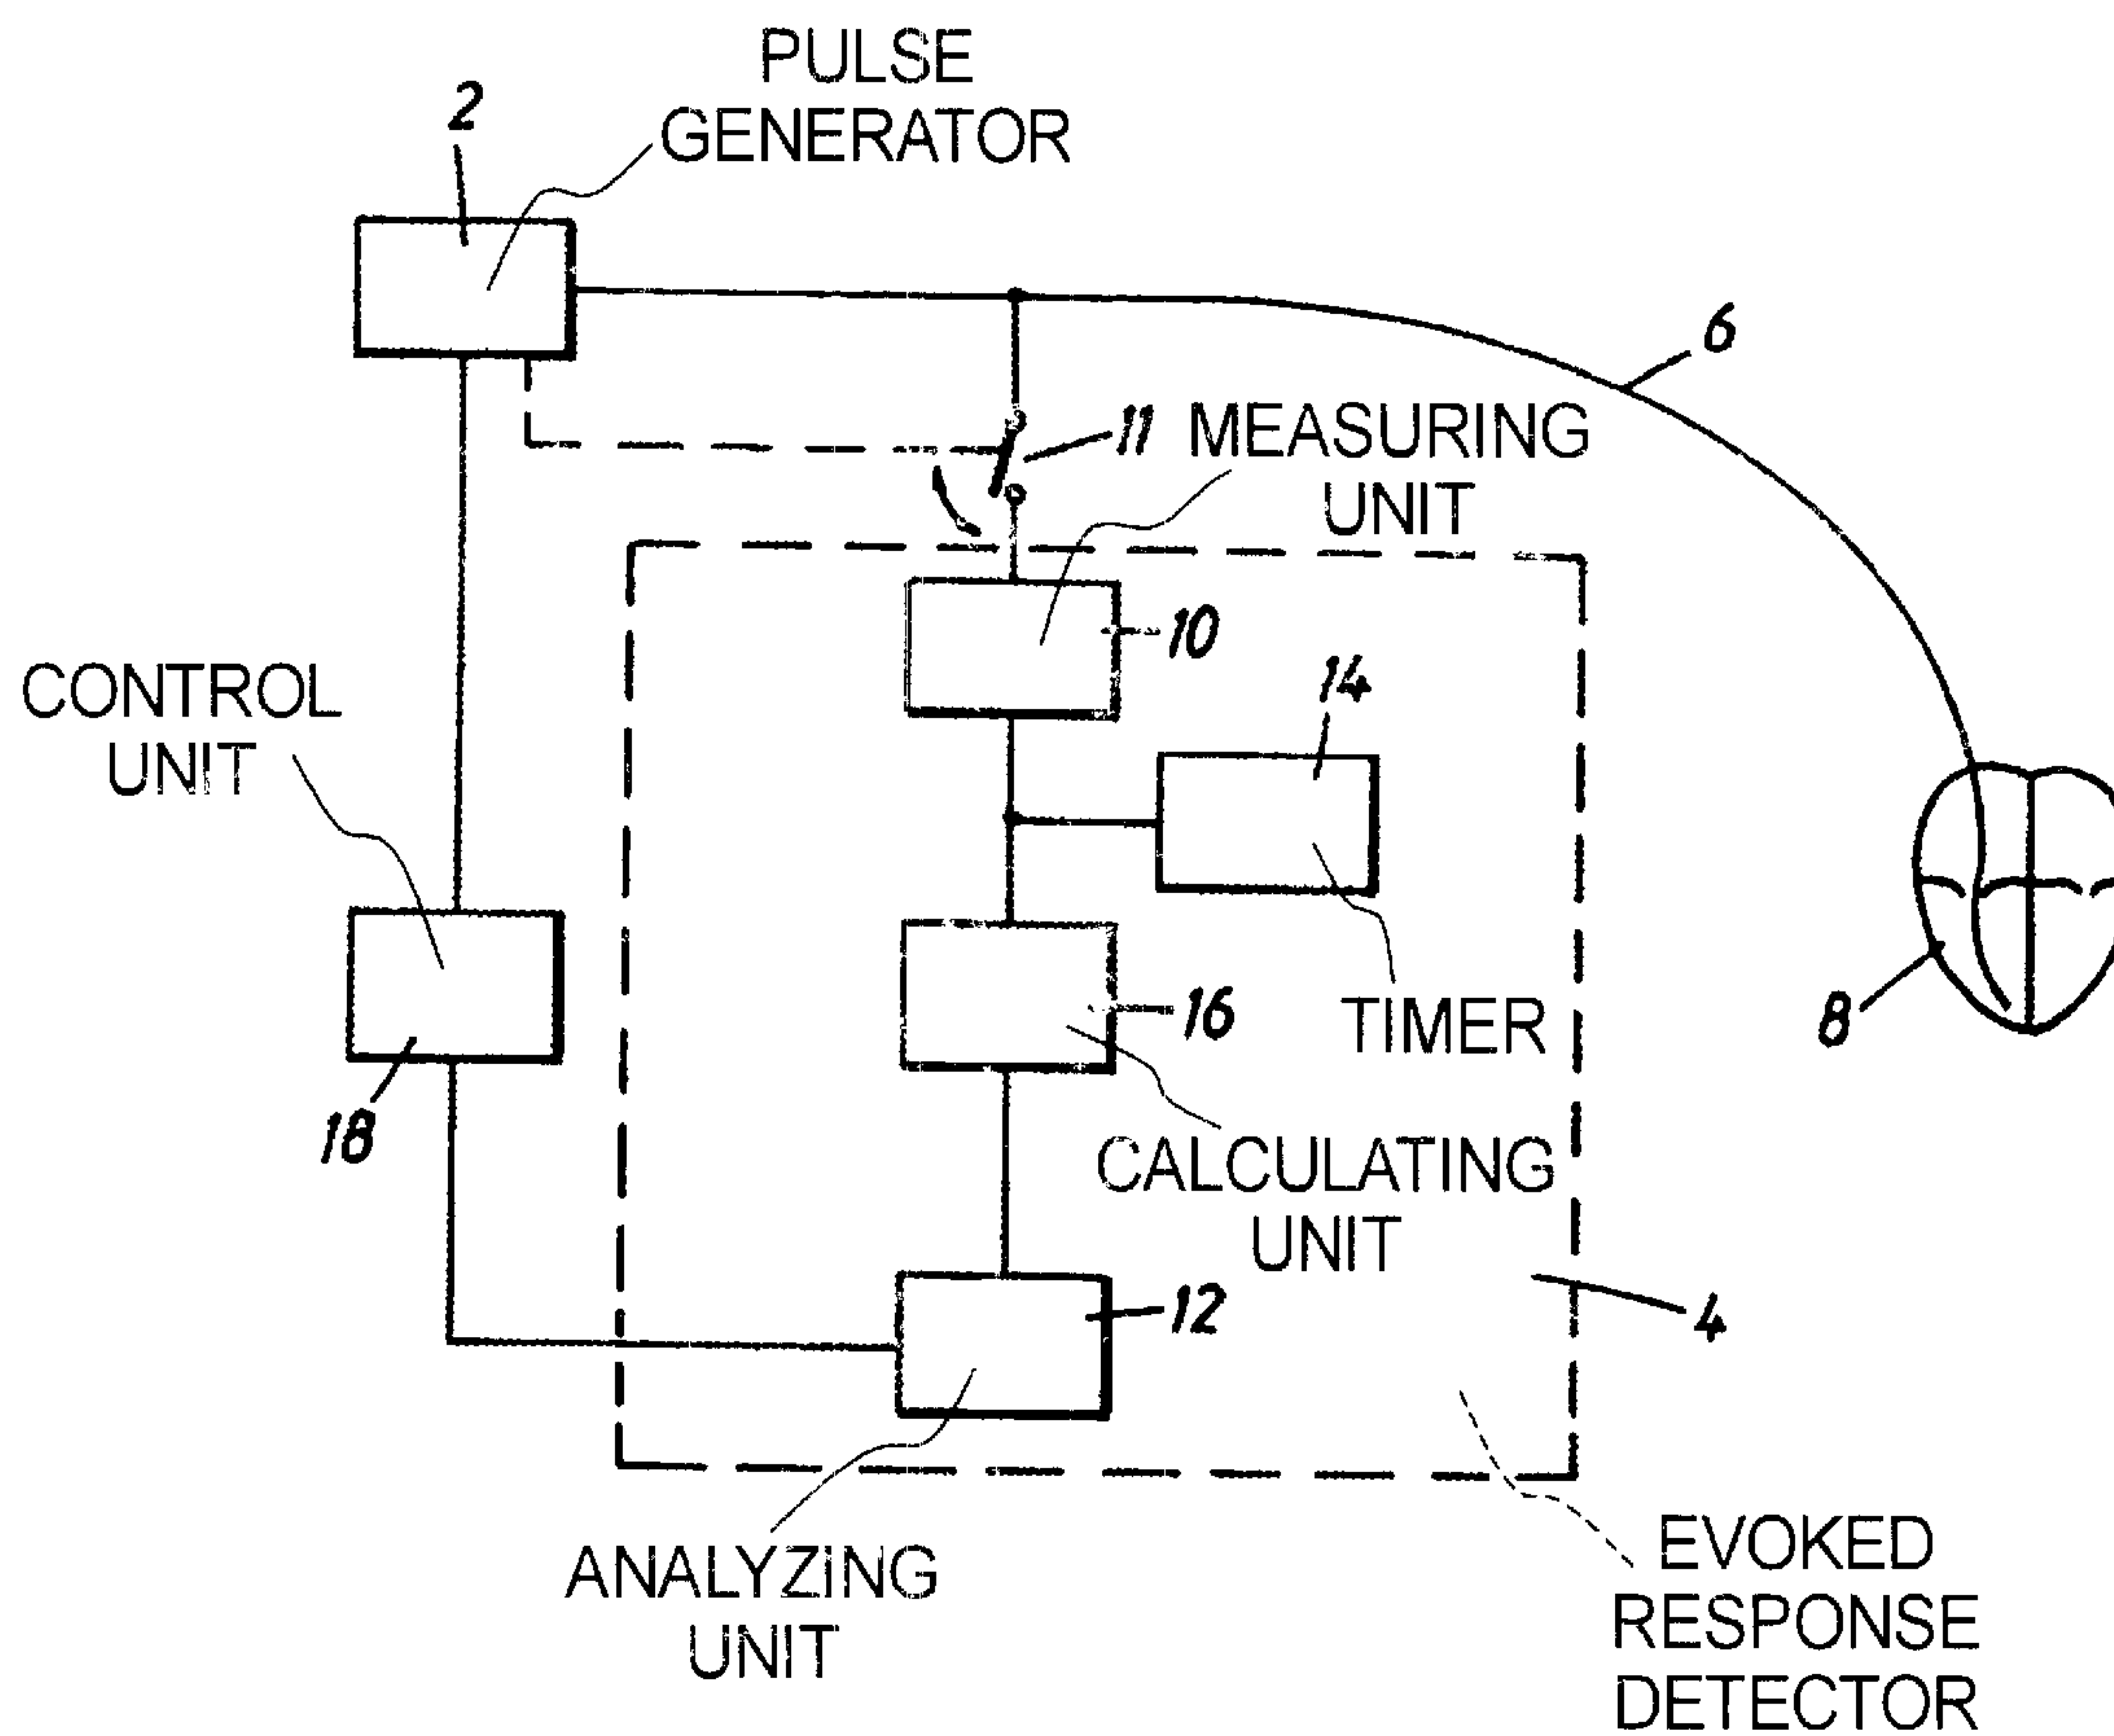 PULSE
GENERATOR
2
6
11
MEASURING
UNIT
10
CONTROL
UNIT
14
16
TIMER
8
18
CALCULATING
UNIT
12
4
ANALYZING
UNIT
EVOKED
RESPONSE
DETECTOR